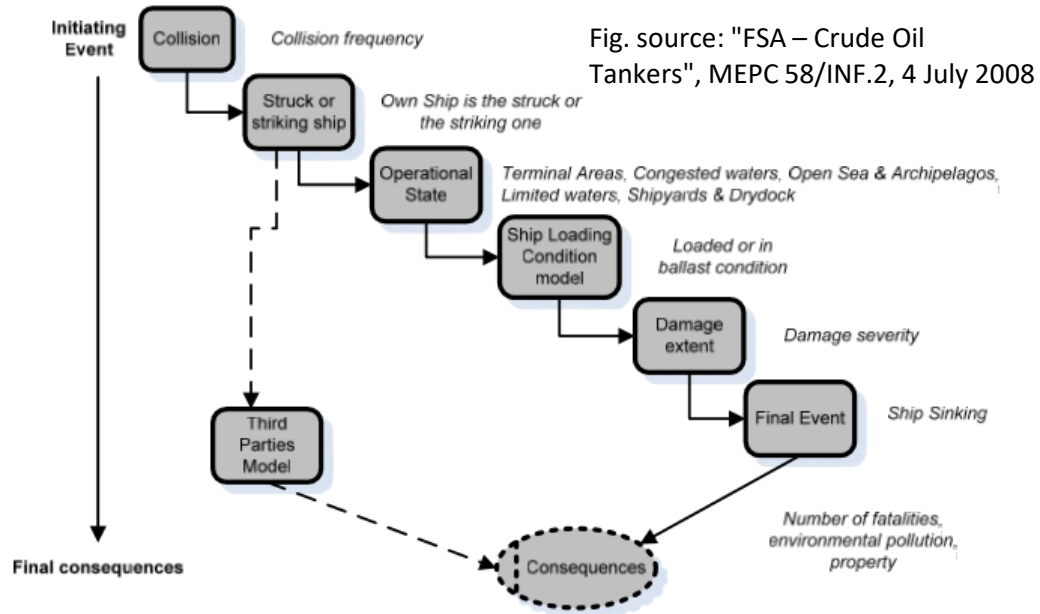 Initiating
Event
Collision
Collision frequency
Fig. source: "FSA – Crude Oil
Tankers", MEPC 58/INF.2, 4 July 2008
Struck or
striking ship
Own Ship is the struck or
the striking one
Operational
State
Terminal Areas, Congested waters, Open Sea & Archipelagos,
Limited waters, Shipyards & Drydock
Ship Loading
Condition
model
Loaded or in
ballast condition
Damage
extent
Damage severity
Third
Parties
Model
Final Event
Ship Sinking
Number of fatalities,
environmental pollution,
property
Final consequences
Consequences